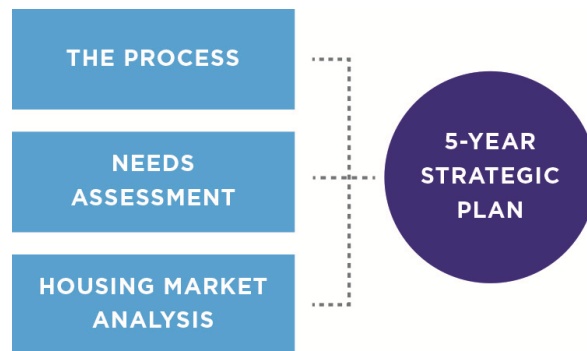 THE PROCESS
NEEDS
ASSESSMENT
HOUSING MARKET
ANALYSIS
5-YEAR
STRATEGIC
PLAN